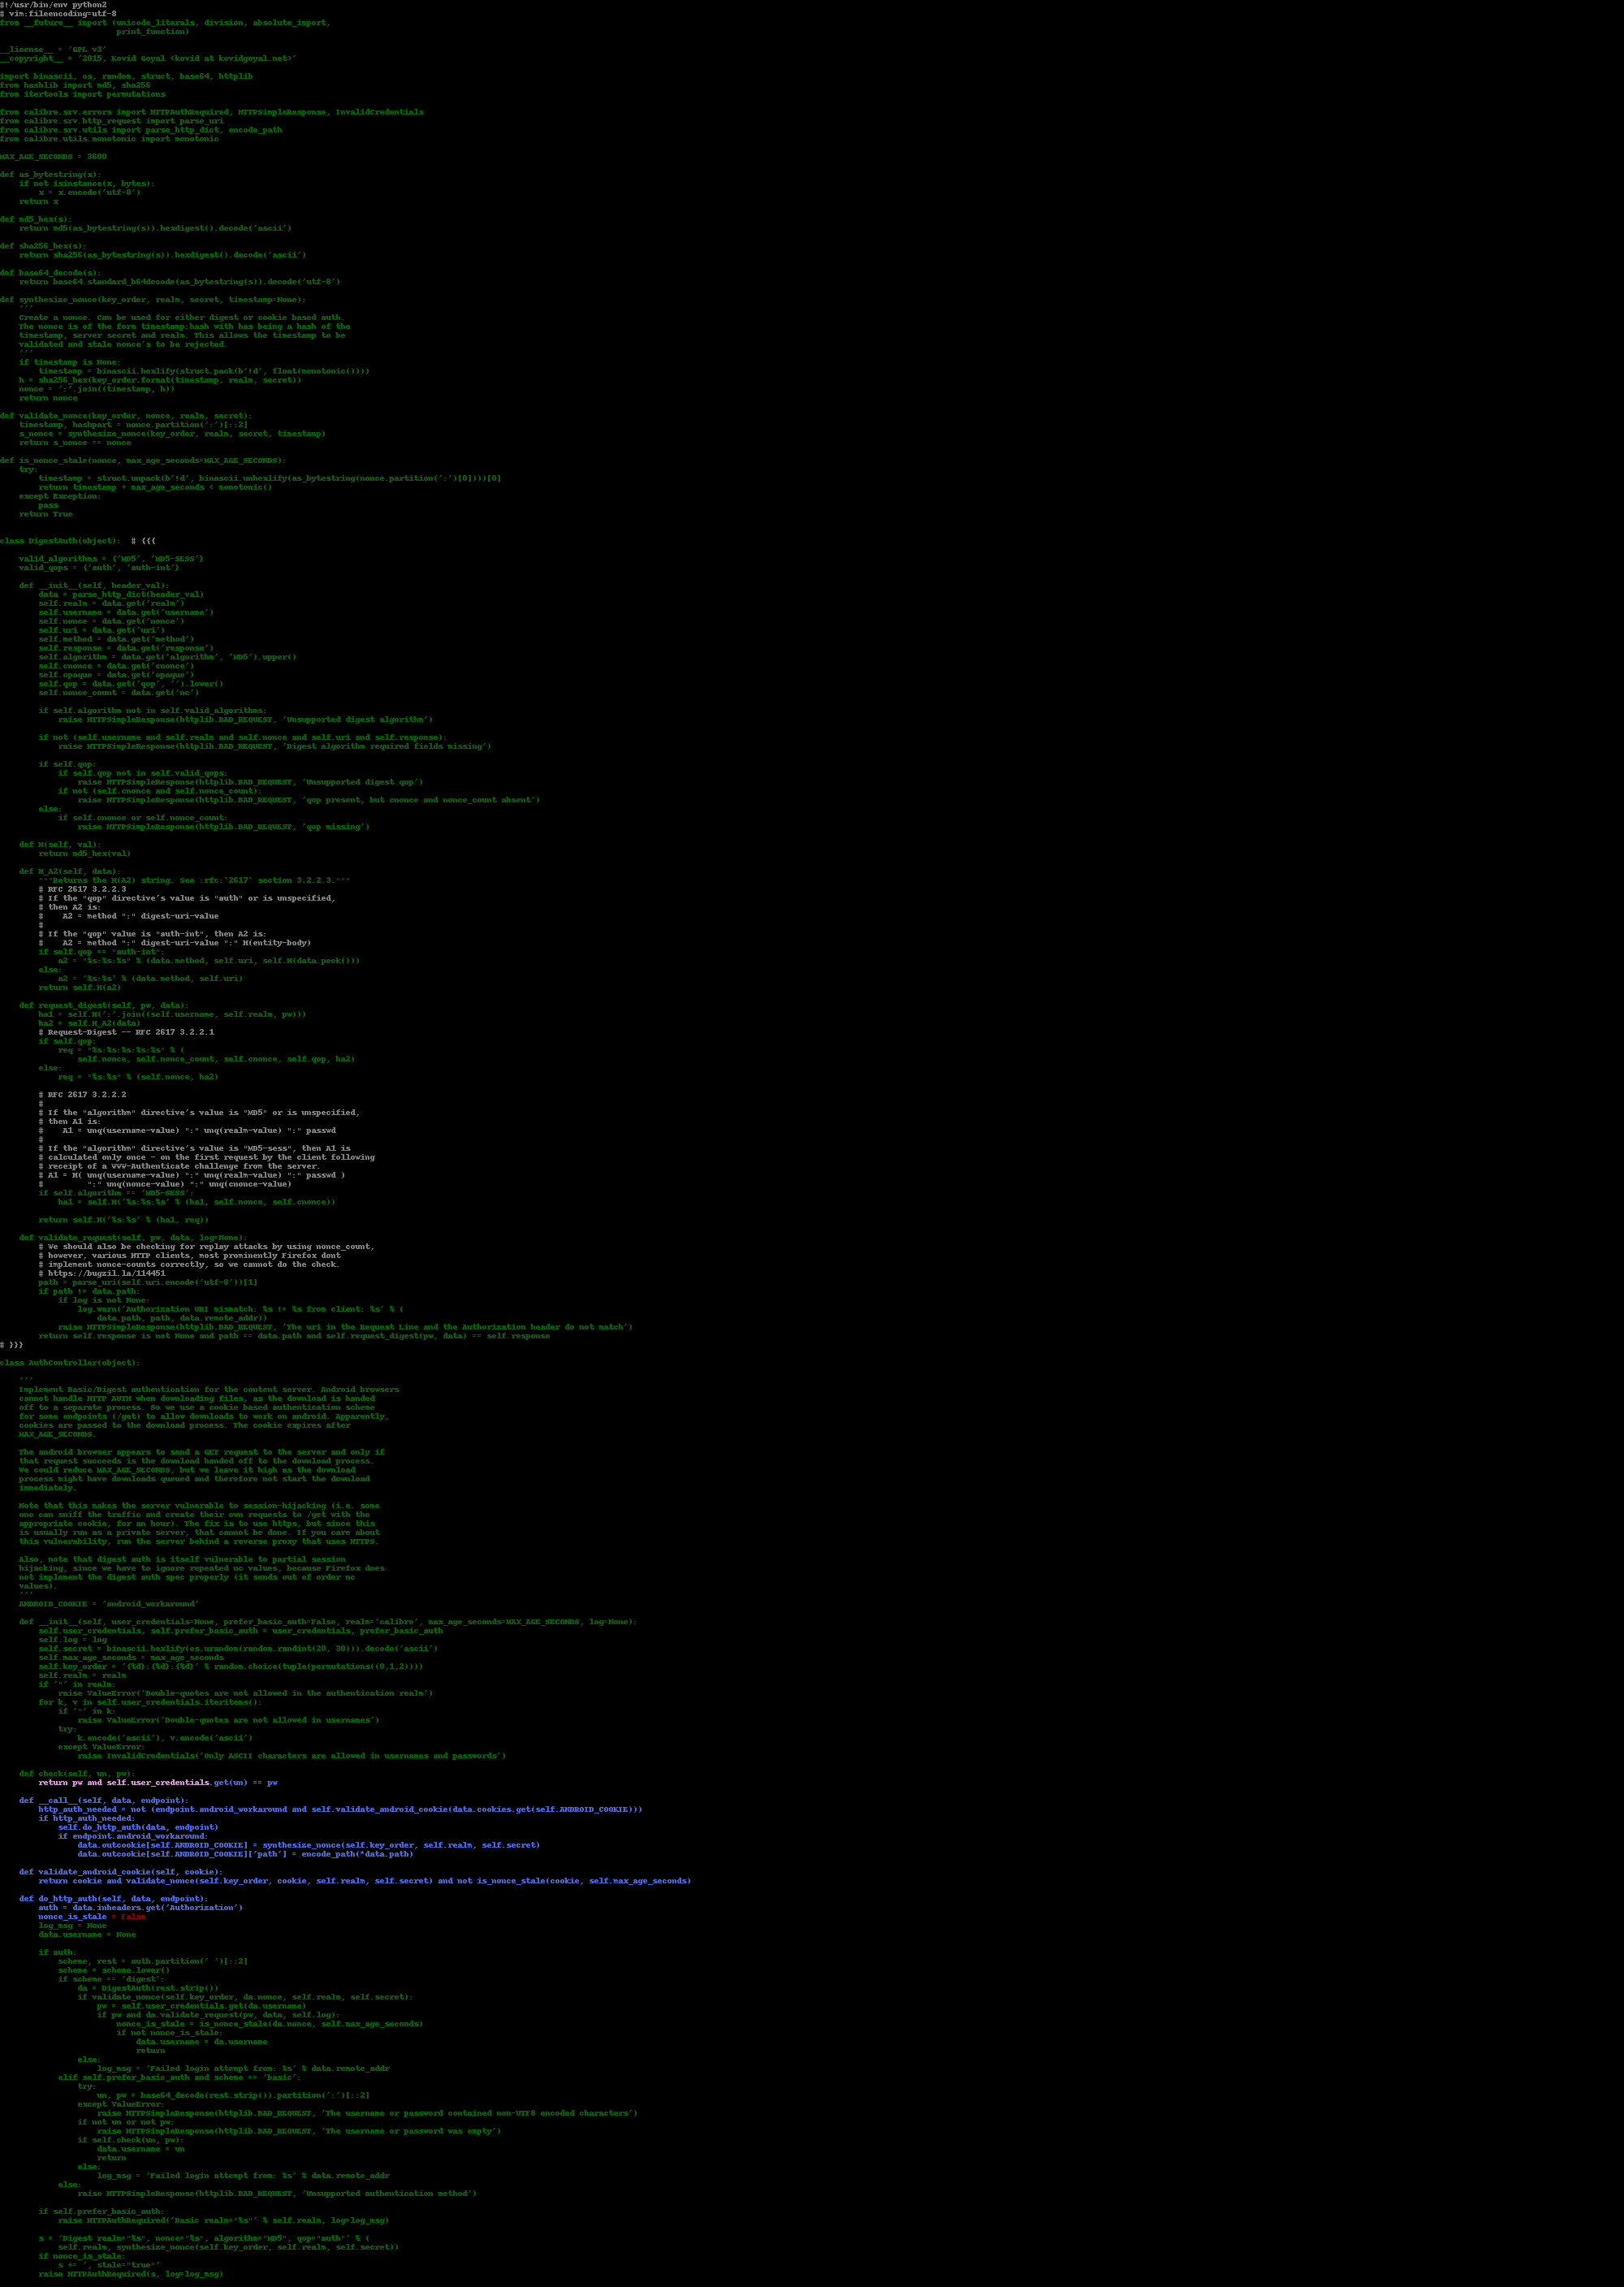 #!/usr/bin/env python2
# vim:fileencoding=utf-8
from __future__ import (unicode_literals, division, absolute_import,
                        print_function)

__license__ = 'GPL v3'
__copyright__ = '2015, Kovid Goyal <kovid at kovidgoyal.net>'

import binascii, os, random, struct, base64, httplib
from hashlib import md5, sha256
from itertools import permutations

from calibre.srv.errors import HTTPAuthRequired, HTTPSimpleResponse, InvalidCredentials
from calibre.srv.http_request import parse_uri
from calibre.srv.utils import parse_http_dict, encode_path
from calibre.utils.monotonic import monotonic

MAX_AGE_SECONDS = 3600

def as_bytestring(x):
    if not isinstance(x, bytes):
        x = x.encode('utf-8')
    return x

def md5_hex(s):
    return md5(as_bytestring(s)).hexdigest().decode('ascii')

def sha256_hex(s):
    return sha256(as_bytestring(s)).hexdigest().decode('ascii')

def base64_decode(s):
    return base64.standard_b64decode(as_bytestring(s)).decode('utf-8')

def synthesize_nonce(key_order, realm, secret, timestamp=None):
    '''
    Create a nonce. Can be used for either digest or cookie based auth.
    The nonce is of the form timestamp:hash with has being a hash of the
    timestamp, server secret and realm. This allows the timestamp to be
    validated and stale nonce's to be rejected.
    '''
    if timestamp is None:
        timestamp = binascii.hexlify(struct.pack(b'!d', float(monotonic())))
    h = sha256_hex(key_order.format(timestamp, realm, secret))
    nonce = ':'.join((timestamp, h))
    return nonce

def validate_nonce(key_order, nonce, realm, secret):
    timestamp, hashpart = nonce.partition(':')[::2]
    s_nonce = synthesize_nonce(key_order, realm, secret, timestamp)
    return s_nonce == nonce

def is_nonce_stale(nonce, max_age_seconds=MAX_AGE_SECONDS):
    try:
        timestamp = struct.unpack(b'!d', binascii.unhexlify(as_bytestring(nonce.partition(':')[0])))[0]
        return timestamp + max_age_seconds < monotonic()
    except Exception:
        pass
    return True


class DigestAuth(object):  # {{{

    valid_algorithms = {'MD5', 'MD5-SESS'}
    valid_qops = {'auth', 'auth-int'}

    def __init__(self, header_val):
        data = parse_http_dict(header_val)
        self.realm = data.get('realm')
        self.username = data.get('username')
        self.nonce = data.get('nonce')
        self.uri = data.get('uri')
        self.method = data.get('method')
        self.response = data.get('response')
        self.algorithm = data.get('algorithm', 'MD5').upper()
        self.cnonce = data.get('cnonce')
        self.opaque = data.get('opaque')
        self.qop = data.get('qop', '').lower()
        self.nonce_count = data.get('nc')

        if self.algorithm not in self.valid_algorithms:
            raise HTTPSimpleResponse(httplib.BAD_REQUEST, 'Unsupported digest algorithm')

        if not (self.username and self.realm and self.nonce and self.uri and self.response):
            raise HTTPSimpleResponse(httplib.BAD_REQUEST, 'Digest algorithm required fields missing')

        if self.qop:
            if self.qop not in self.valid_qops:
                raise HTTPSimpleResponse(httplib.BAD_REQUEST, 'Unsupported digest qop')
            if not (self.cnonce and self.nonce_count):
                raise HTTPSimpleResponse(httplib.BAD_REQUEST, 'qop present, but cnonce and nonce_count absent')
        else:
            if self.cnonce or self.nonce_count:
                raise HTTPSimpleResponse(httplib.BAD_REQUEST, 'qop missing')

    def H(self, val):
        return md5_hex(val)

    def H_A2(self, data):
        """Returns the H(A2) string. See :rfc:`2617` section 3.2.2.3."""
        # RFC 2617 3.2.2.3
        # If the "qop" directive's value is "auth" or is unspecified,
        # then A2 is:
        #    A2 = method ":" digest-uri-value
        #
        # If the "qop" value is "auth-int", then A2 is:
        #    A2 = method ":" digest-uri-value ":" H(entity-body)
        if self.qop == "auth-int":
            a2 = "%s:%s:%s" % (data.method, self.uri, self.H(data.peek()))
        else:
            a2 = '%s:%s' % (data.method, self.uri)
        return self.H(a2)

    def request_digest(self, pw, data):
        ha1 = self.H(':'.join((self.username, self.realm, pw)))
        ha2 = self.H_A2(data)
        # Request-Digest -- RFC 2617 3.2.2.1
        if self.qop:
            req = "%s:%s:%s:%s:%s" % (
                self.nonce, self.nonce_count, self.cnonce, self.qop, ha2)
        else:
            req = "%s:%s" % (self.nonce, ha2)

        # RFC 2617 3.2.2.2
        #
        # If the "algorithm" directive's value is "MD5" or is unspecified,
        # then A1 is:
        #    A1 = unq(username-value) ":" unq(realm-value) ":" passwd
        #
        # If the "algorithm" directive's value is "MD5-sess", then A1 is
        # calculated only once - on the first request by the client following
        # receipt of a WWW-Authenticate challenge from the server.
        # A1 = H( unq(username-value) ":" unq(realm-value) ":" passwd )
        #         ":" unq(nonce-value) ":" unq(cnonce-value)
        if self.algorithm == 'MD5-SESS':
            ha1 = self.H('%s:%s:%s' % (ha1, self.nonce, self.cnonce))

        return self.H('%s:%s' % (ha1, req))

    def validate_request(self, pw, data, log=None):
        # We should also be checking for replay attacks by using nonce_count,
        # however, various HTTP clients, most prominently Firefox dont
        # implement nonce-counts correctly, so we cannot do the check.
        # https://bugzil.la/114451
        path = parse_uri(self.uri.encode('utf-8'))[1]
        if path != data.path:
            if log is not None:
                log.warn('Authorization URI mismatch: %s != %s from client: %s' % (
                    data.path, path, data.remote_addr))
            raise HTTPSimpleResponse(httplib.BAD_REQUEST, 'The uri in the Request Line and the Authorization header do not match')
        return self.response is not None and path == data.path and self.request_digest(pw, data) == self.response
# }}}

class AuthController(object):

    '''
    Implement Basic/Digest authentication for the content server. Android browsers
    cannot handle HTTP AUTH when downloading files, as the download is handed
    off to a separate process. So we use a cookie based authentication scheme
    for some endpoints (/get) to allow downloads to work on android. Apparently,
    cookies are passed to the download process. The cookie expires after
    MAX_AGE_SECONDS.

    The android browser appears to send a GET request to the server and only if
    that request succeeds is the download handed off to the download process.
    We could reduce MAX_AGE_SECONDS, but we leave it high as the download
    process might have downloads queued and therefore not start the download
    immediately.

    Note that this makes the server vulnerable to session-hijacking (i.e. some
    one can sniff the traffic and create their own requests to /get with the
    appropriate cookie, for an hour). The fix is to use https, but since this
    is usually run as a private server, that cannot be done. If you care about
    this vulnerability, run the server behind a reverse proxy that uses HTTPS.

    Also, note that digest auth is itself vulnerable to partial session
    hijacking, since we have to ignore repeated nc values, because Firefox does
    not implement the digest auth spec properly (it sends out of order nc
    values).
    '''
    ANDROID_COOKIE = 'android_workaround'

    def __init__(self, user_credentials=None, prefer_basic_auth=False, realm='calibre', max_age_seconds=MAX_AGE_SECONDS, log=None):
        self.user_credentials, self.prefer_basic_auth = user_credentials, prefer_basic_auth
        self.log = log
        self.secret = binascii.hexlify(os.urandom(random.randint(20, 30))).decode('ascii')
        self.max_age_seconds = max_age_seconds
        self.key_order = '{%d}:{%d}:{%d}' % random.choice(tuple(permutations((0,1,2))))
        self.realm = realm
        if '"' in realm:
            raise ValueError('Double-quotes are not allowed in the authentication realm')
        for k, v in self.user_credentials.iteritems():
            if '"' in k:
                raise ValueError('Double-quotes are not allowed in usernames')
            try:
                k.encode('ascii'), v.encode('ascii')
            except ValueError:
                raise InvalidCredentials('Only ASCII characters are allowed in usernames and passwords')

    def check(self, un, pw):
        return pw and self.user_credentials.get(un) == pw

    def __call__(self, data, endpoint):
        http_auth_needed = not (endpoint.android_workaround and self.validate_android_cookie(data.cookies.get(self.ANDROID_COOKIE)))
        if http_auth_needed:
            self.do_http_auth(data, endpoint)
            if endpoint.android_workaround:
                data.outcookie[self.ANDROID_COOKIE] = synthesize_nonce(self.key_order, self.realm, self.secret)
                data.outcookie[self.ANDROID_COOKIE]['path'] = encode_path(*data.path)

    def validate_android_cookie(self, cookie):
        return cookie and validate_nonce(self.key_order, cookie, self.realm, self.secret) and not is_nonce_stale(cookie, self.max_age_seconds)

    def do_http_auth(self, data, endpoint):
        auth = data.inheaders.get('Authorization')
        nonce_is_stale = False
        log_msg = None
        data.username = None

        if auth:
            scheme, rest = auth.partition(' ')[::2]
            scheme = scheme.lower()
            if scheme == 'digest':
                da = DigestAuth(rest.strip())
                if validate_nonce(self.key_order, da.nonce, self.realm, self.secret):
                    pw = self.user_credentials.get(da.username)
                    if pw and da.validate_request(pw, data, self.log):
                        nonce_is_stale = is_nonce_stale(da.nonce, self.max_age_seconds)
                        if not nonce_is_stale:
                            data.username = da.username
                            return
                else:
                    log_msg = 'Failed login attempt from: %s' % data.remote_addr
            elif self.prefer_basic_auth and scheme == 'basic':
                try:
                    un, pw = base64_decode(rest.strip()).partition(':')[::2]
                except ValueError:
                    raise HTTPSimpleResponse(httplib.BAD_REQUEST, 'The username or password contained non-UTF8 encoded characters')
                if not un or not pw:
                    raise HTTPSimpleResponse(httplib.BAD_REQUEST, 'The username or password was empty')
                if self.check(un, pw):
                    data.username = un
                    return
                else:
                    log_msg = 'Failed login attempt from: %s' % data.remote_addr
            else:
                raise HTTPSimpleResponse(httplib.BAD_REQUEST, 'Unsupported authentication method')

        if self.prefer_basic_auth:
            raise HTTPAuthRequired('Basic realm="%s"' % self.realm, log=log_msg)

        s = 'Digest realm="%s", nonce="%s", algorithm="MD5", qop="auth"' % (
            self.realm, synthesize_nonce(self.key_order, self.realm, self.secret))
        if nonce_is_stale:
            s += ', stale="true"'
        raise HTTPAuthRequired(s, log=log_msg)